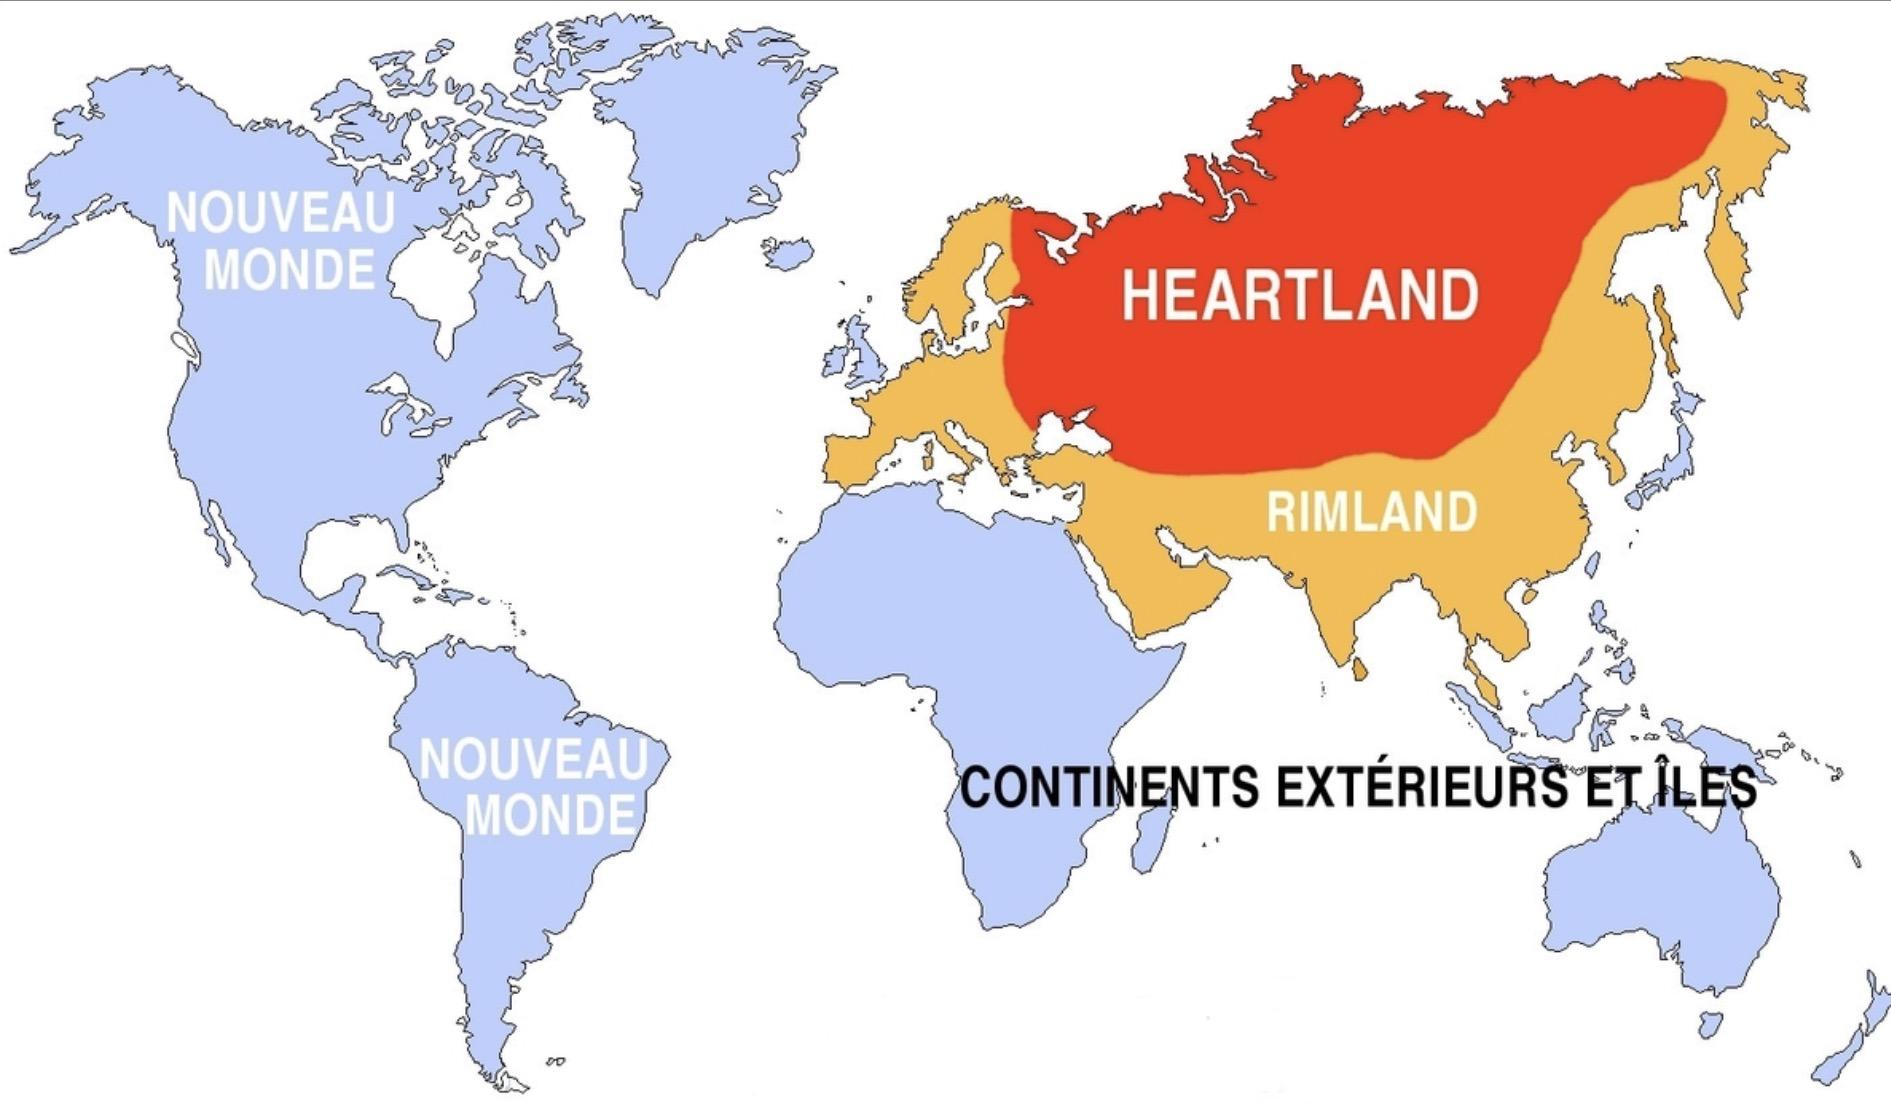 NOUVEAU
MONDE
HEARTLAND
RIMLAND
NOUVEAU
MONDE
CONTINENTS EXTÉRIEURS ET ÎLES